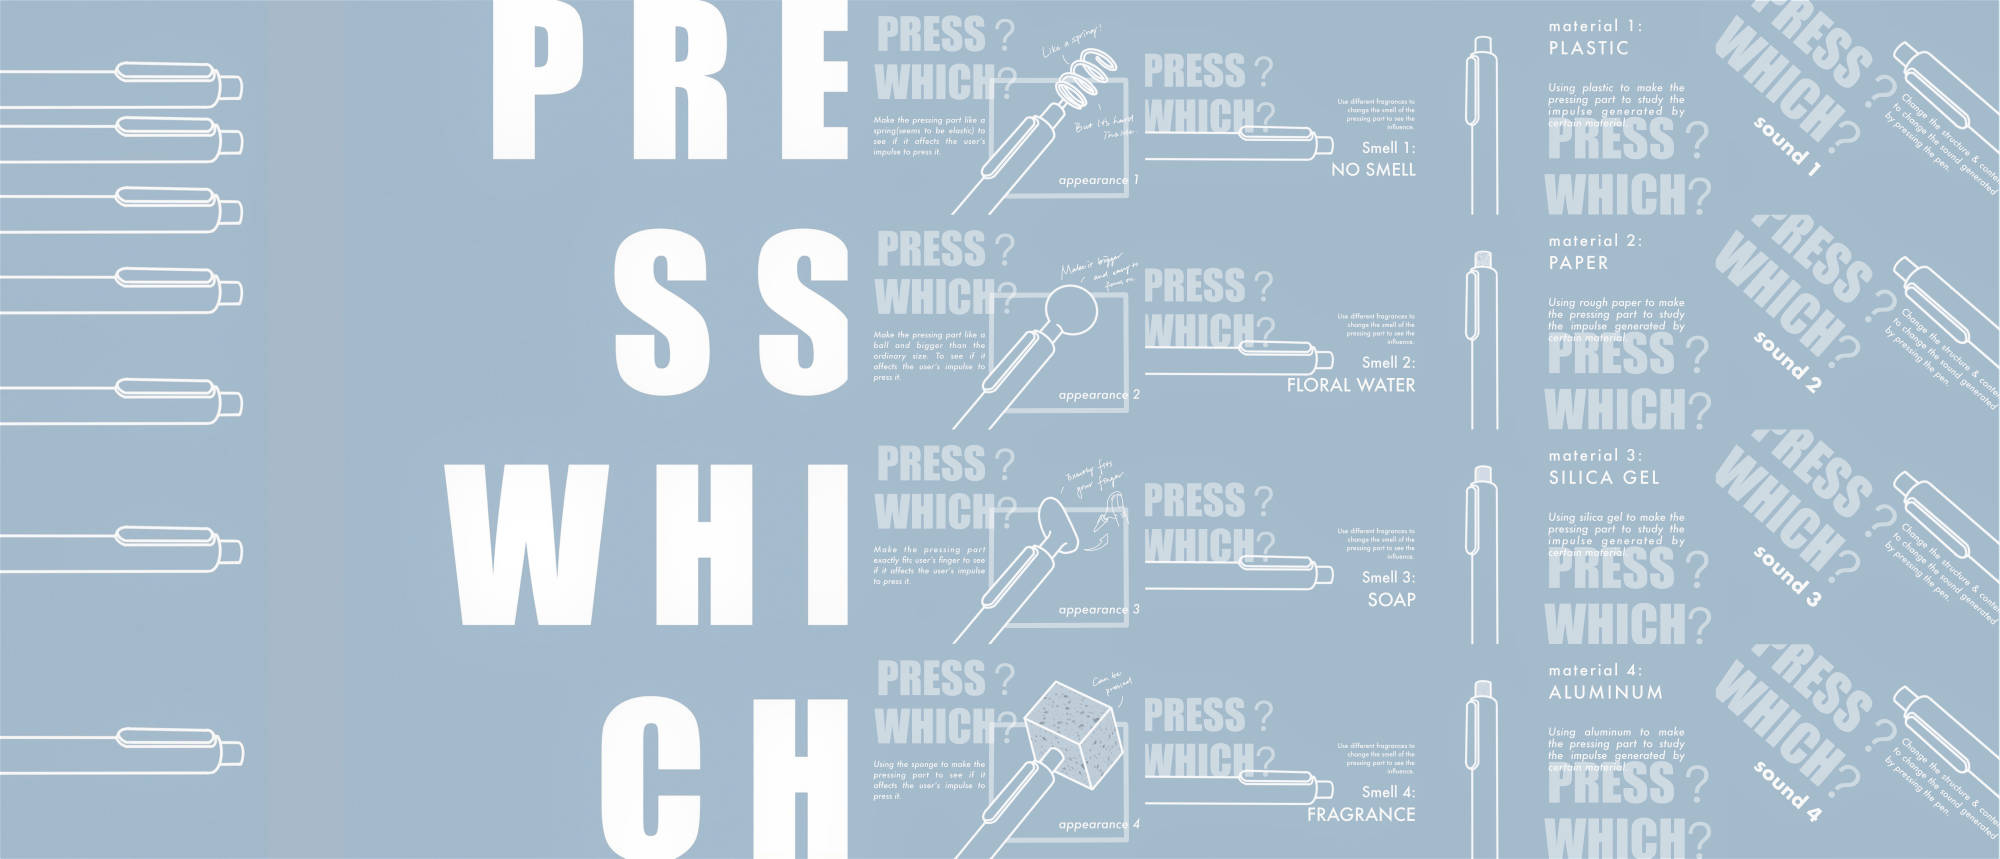 PRE
SS
WHI
CH
PRESS ?
WHICH?
Like a spring!
But it's hard
Make the pressing part like a
spring(seems to be elastic) to
see if it affects the user's
impulse to press it.
appearance 1
PRESS ?
WHICH?
Make it bigger
and easy to
Make the pressing part like a
ball and bigger than the
ordinary size. To see if it
affects the user's impulse to
press it.
appearance 2
PRESS ?
WHICH?
fits
your finger
Make the pressing part
exactly fits user's finger to see
if it affects the user's impulse
to press it.
appearance 3
PRESS ?
WHICH?
Can be
pressed
Using the sponge to make the
pressing part to see if it
affects the user's impulse to
press it.
appearance 4
PRESS ?
WHICH?
Use different fragrances to
change the smell of the
pressing part to see the
influence.
Smell 1:
NO SMELL
PRESS ?
WHICH?
Use different fragrances to
change the smell of the
pressing part to see the
influence.
Smell 2:
FLORAL WATER
PRESS ?
WHICH?
Use different fragrances to
change the smell of the
pressing part to see the
influence.
Smell 3:
SOAP
PRESS ?
WHICH?
Use different fragrances to
change the smell of the
pressing part to see the
influence.
Smell 4:
FRAGRANCE
material 1:
PLASTIC
Using plastic to make the
pressing part to study the
impulse generated by
certain material.
PRESS ?
WHICH?
material 2:
PAPER
Using rough paper to make
the pressing part to study
the impulse generated by
certain material.
PRESS ?
WHICH?
material 3:
SILICA GEL
Using silica gel to make the
pressing part to study the
impulse generated by
certain material.
PRESS ?
WHICH?
material 4:
ALUMINUM
Using aluminum to make
the pressing part to study
the impulse generated by
certain material.
PRESS ?
WHICH?
PRESS ?
WHICH?
sound 1
Change the structure &
to change the sound generated
by pressing the pen.
PRESS ?
WHICH?
sound 2
Change the structure &
to change the sound generated
by pressing the pen.
PRESS ?
WHICH?
sound 3
Change the structure &
to change the sound generated
by pressing the pen.
PRESS ?
WHICH?
sound 4
Change the structure &
to change the sound generated
by pressing the pen.